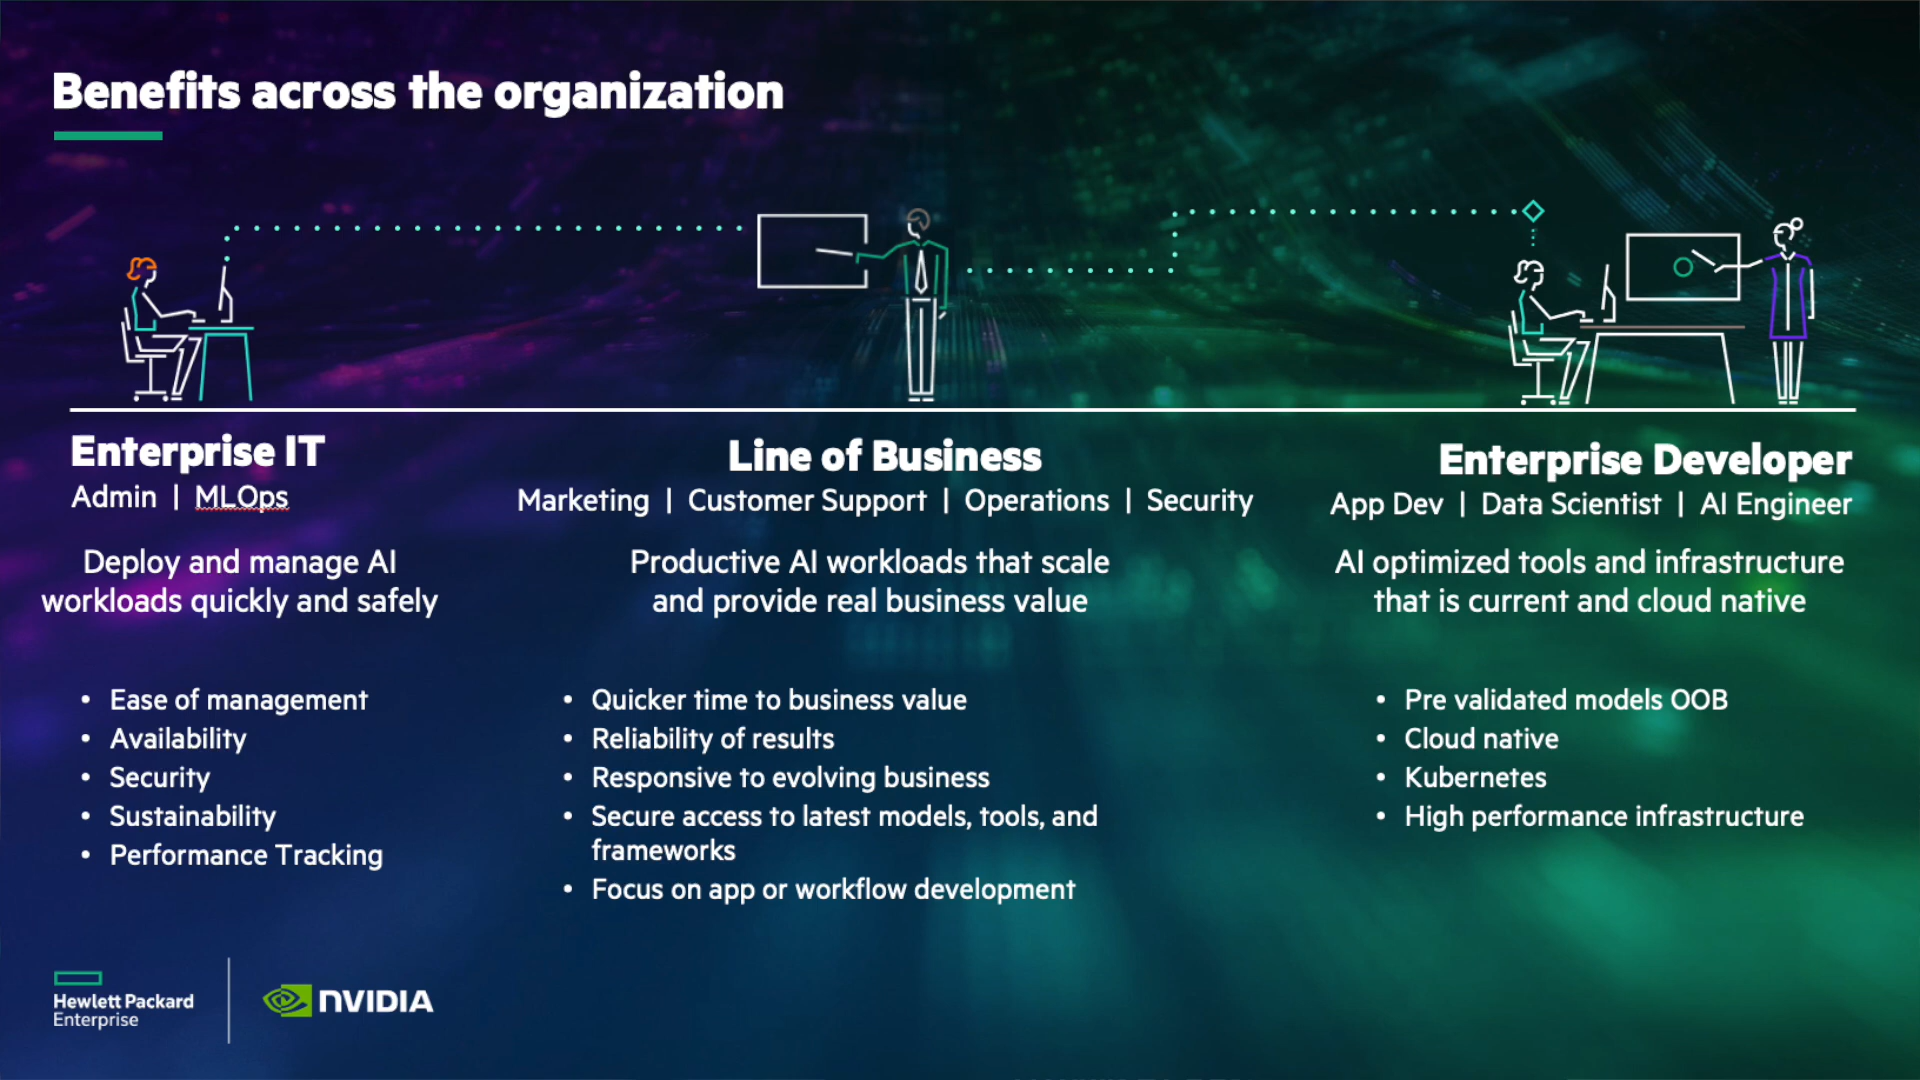 Benefits across the organization
Enterprise IT
Admin | MLOps
Deploy and manage AI
workloads quickly and safely
• Ease of management
• Availability
• Security
• Sustainability
• Performance Tracking
Line of Business
Marketing | Customer Support | Operations | Security
Productive AI workloads that scale
and provide real business value
• Quicker time to business value
• Reliability of results
• Responsive to evolving business
• Secure access to latest models, tools, and
frameworks
• Focus on app or workflow development
Enterprise Developer
App Dev | Data Scientist | AI Engineer
AI optimized tools and infrastructure
that is current and cloud native
• Pre validated models OOB
• Cloud native
• Kubernetes
• High performance infrastructure
Hewlett Packard
Enterprise
NVIDIA